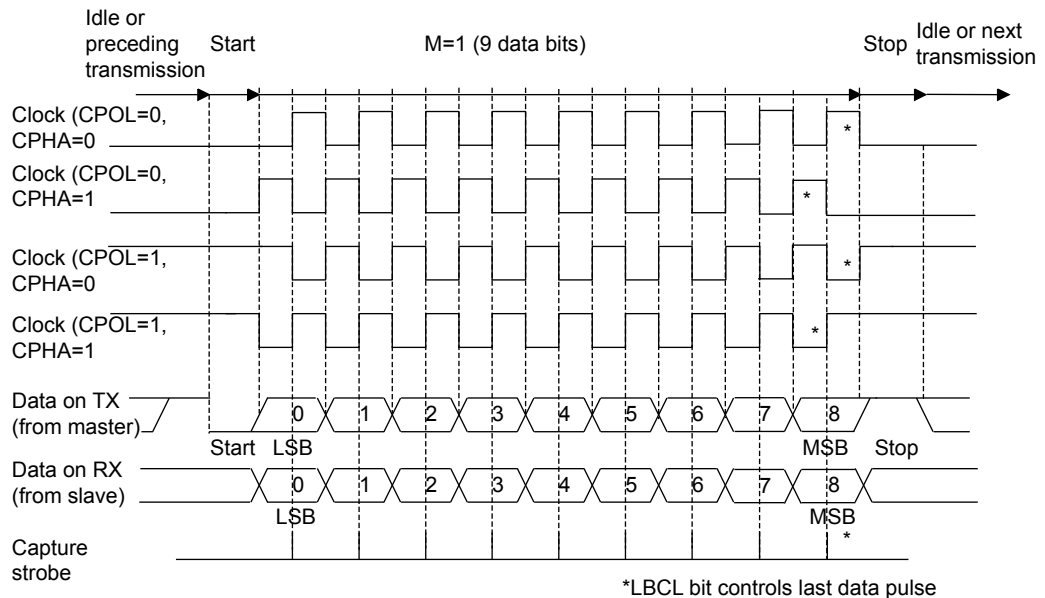 Idle or
preceding
transmission
Start
M=1 (9 data bits)
Stop
Idle or next
transmission
Clock (CPOL=0,
CPHA=0
*
Clock (CPOL=0,
CPHA=1
*
Clock (CPOL=1,
CPHA=0
*
Clock (CPOL=1,
CPHA=1
*
Data on TX
(from master)
0 1 2 3 4 5 6 7 8
Start LSB MSB Stop
Data on RX
(from slave)
0 1 2 3 4 5 6 7 8
LSB MSB
*
Capture
strobe
*LBCL bit controls last data pulse